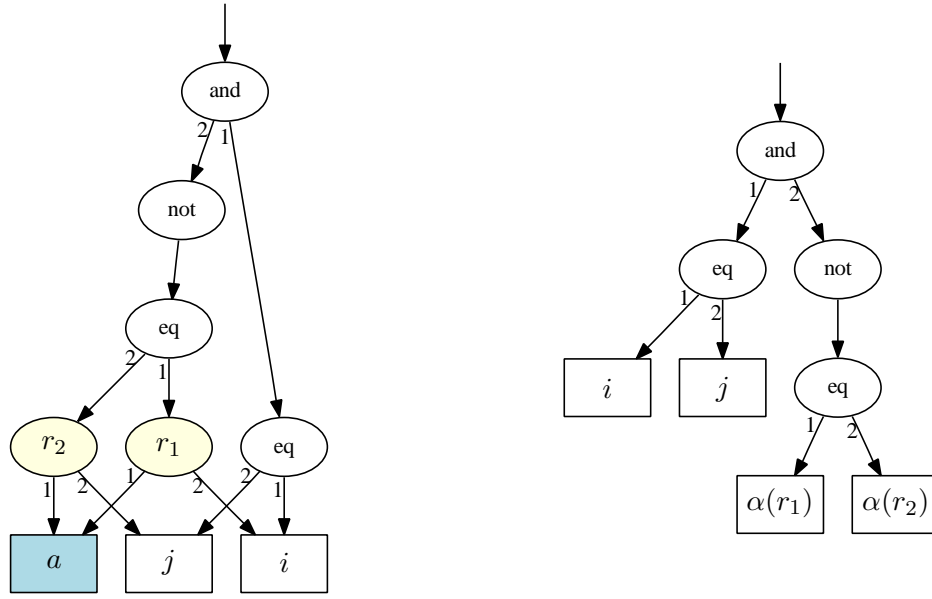 and
2 1
not
eq
2 1
r₂ r₁ eq
1 2 1 2 2 1
a j i
and
1 2
eq not
1 2
i j eq
1 2
α(r₁) α(r₂)